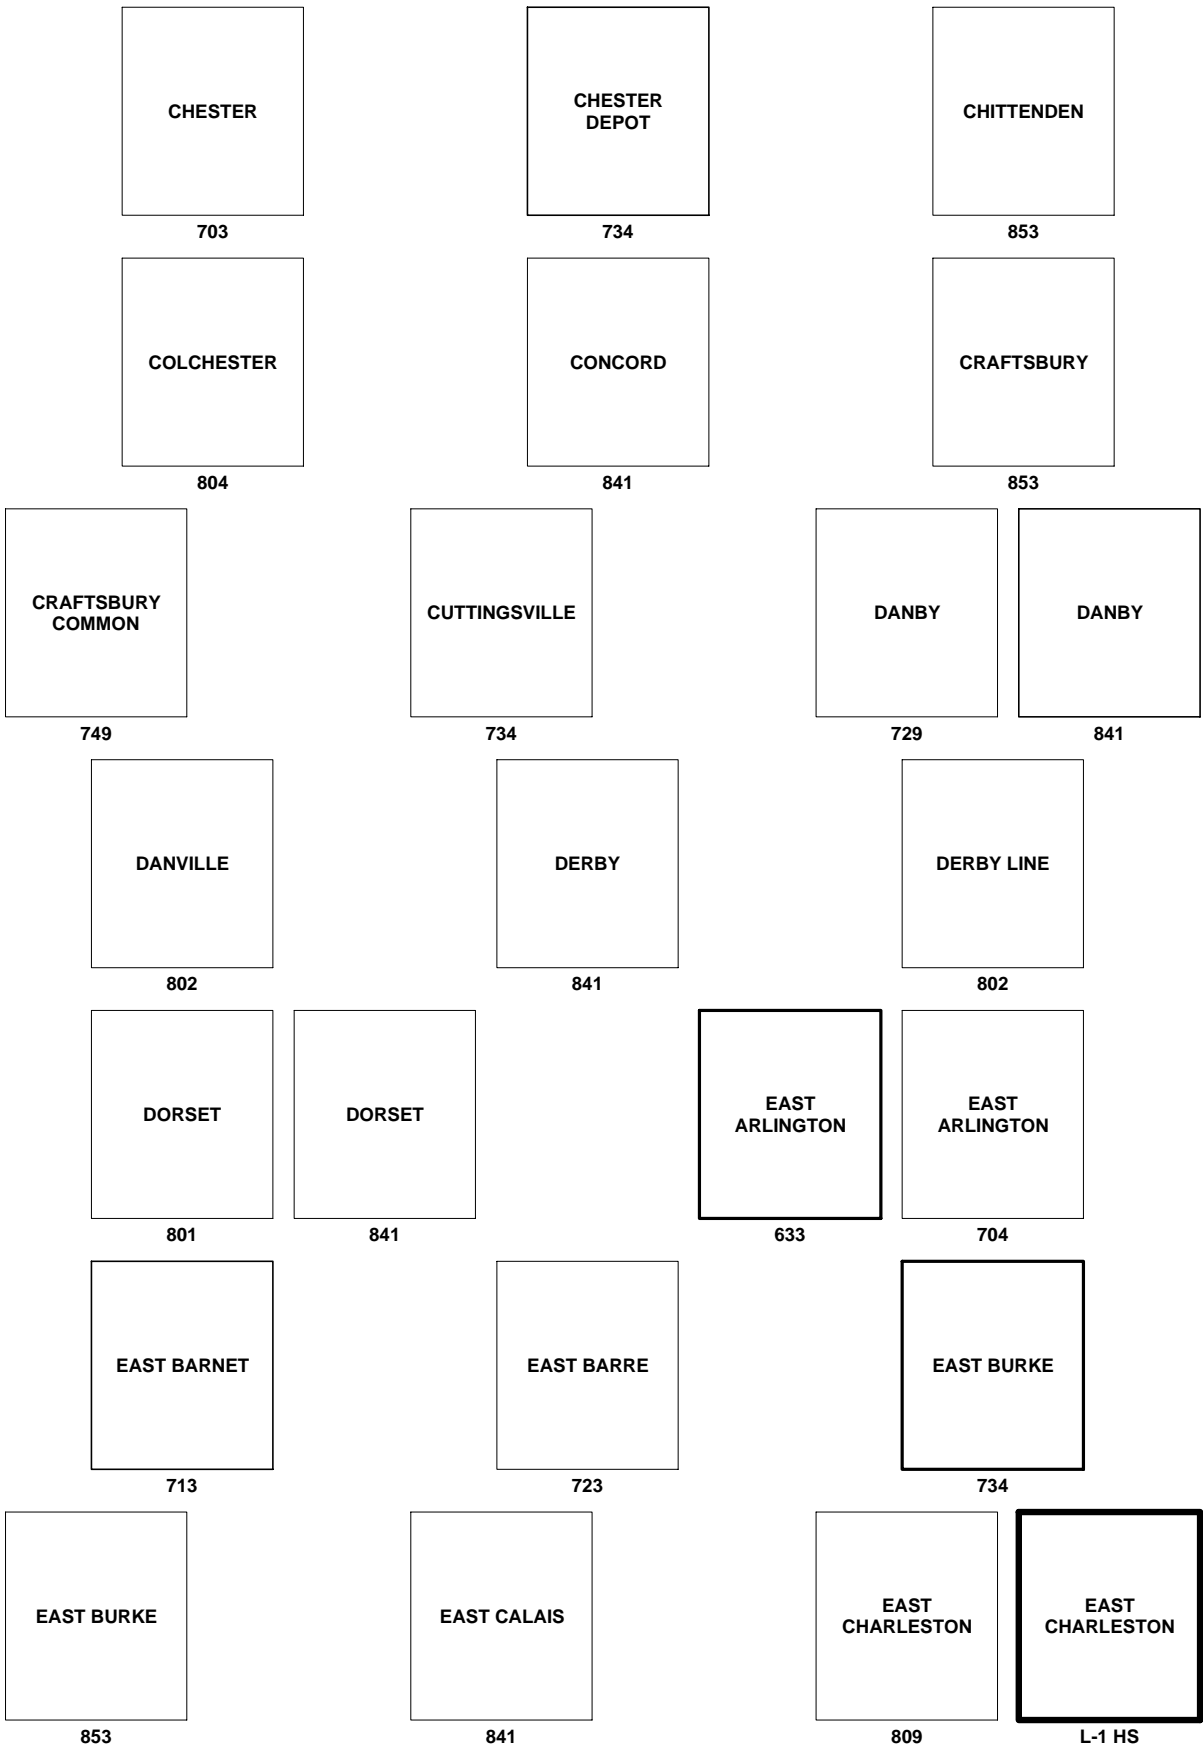 CHESTER
703
CHESTER
DEPOT
734
CHITTENDEN
853
COLCHESTER
804
CONCORD
841
CRAFTSBURY
853
CRAFTSBURY
COMMON
749
CUTTINGSVILLE
734
DANBY
729
DANBY
841
DANVILLE
802
DERBY
841
DERBY LINE
802
DORSET
801
DORSET
841
EAST
ARLINGTON
633
EAST
ARLINGTON
704
EAST BARNET
713
EAST BARRE
723
EAST BURKE
734
EAST BURKE
853
EAST CALAIS
841
EAST
CHARLESTON
809
EAST
CHARLESTON
L-1 HS